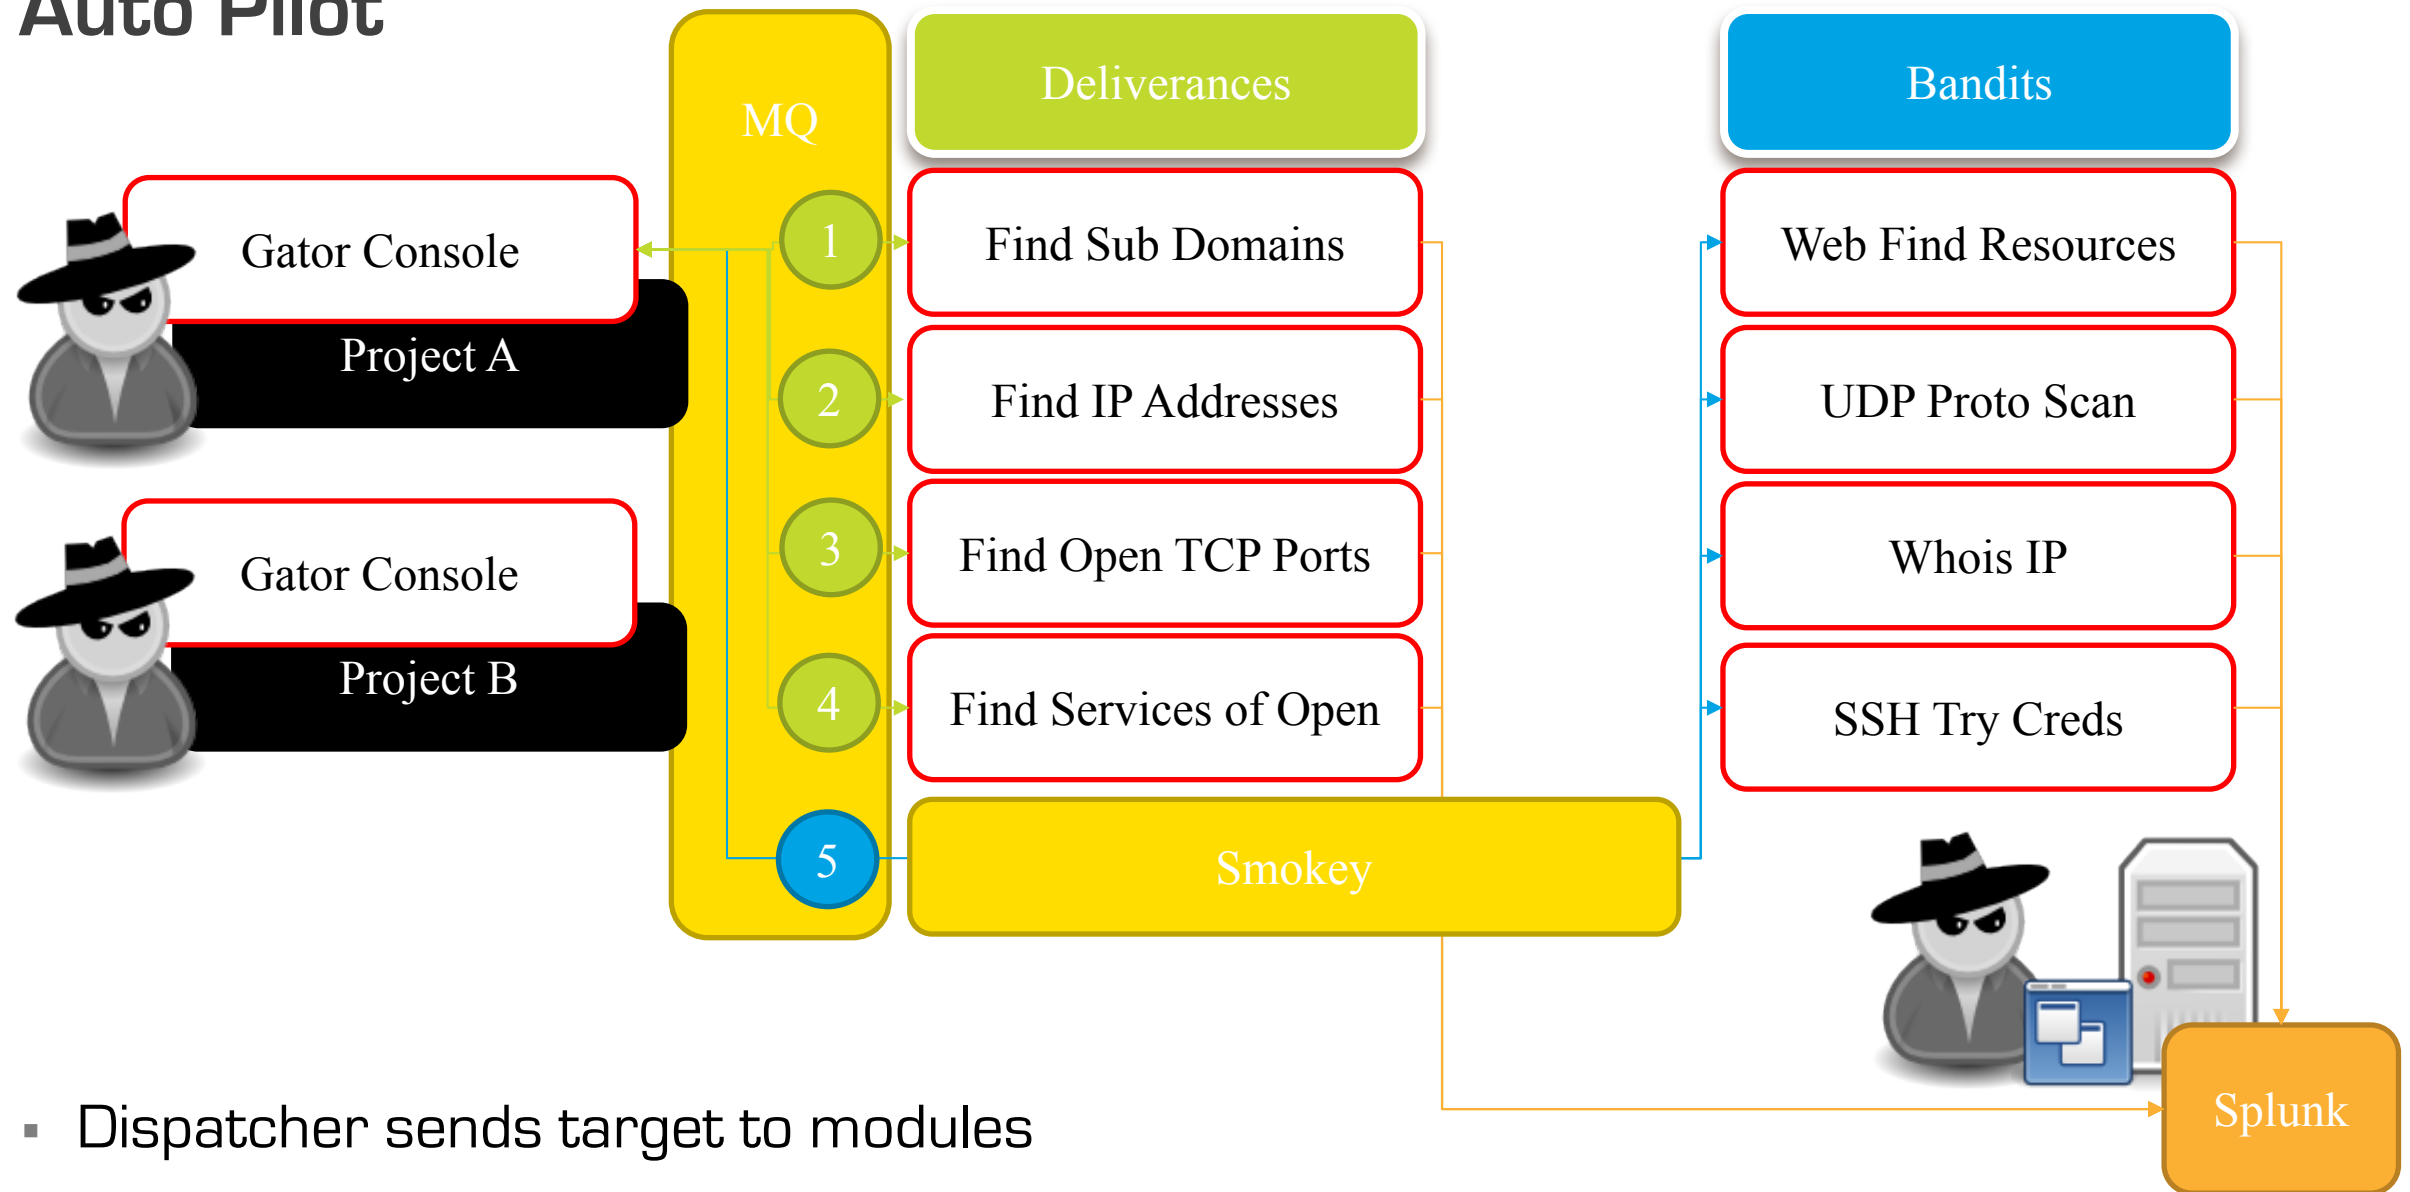 Auto Pilot
MQ
Deliverances
Bandits
Gator Console
Project A
Gator Console
Project B
1
2
3
4
5
Find Sub Domains
Find IP Addresses
Find Open TCP Ports
Find Services of Open
Smokey
Web Find Resources
UDP Proto Scan
Whois IP
SSH Try Creds
Splunk
▪ Dispatcher sends target to modules